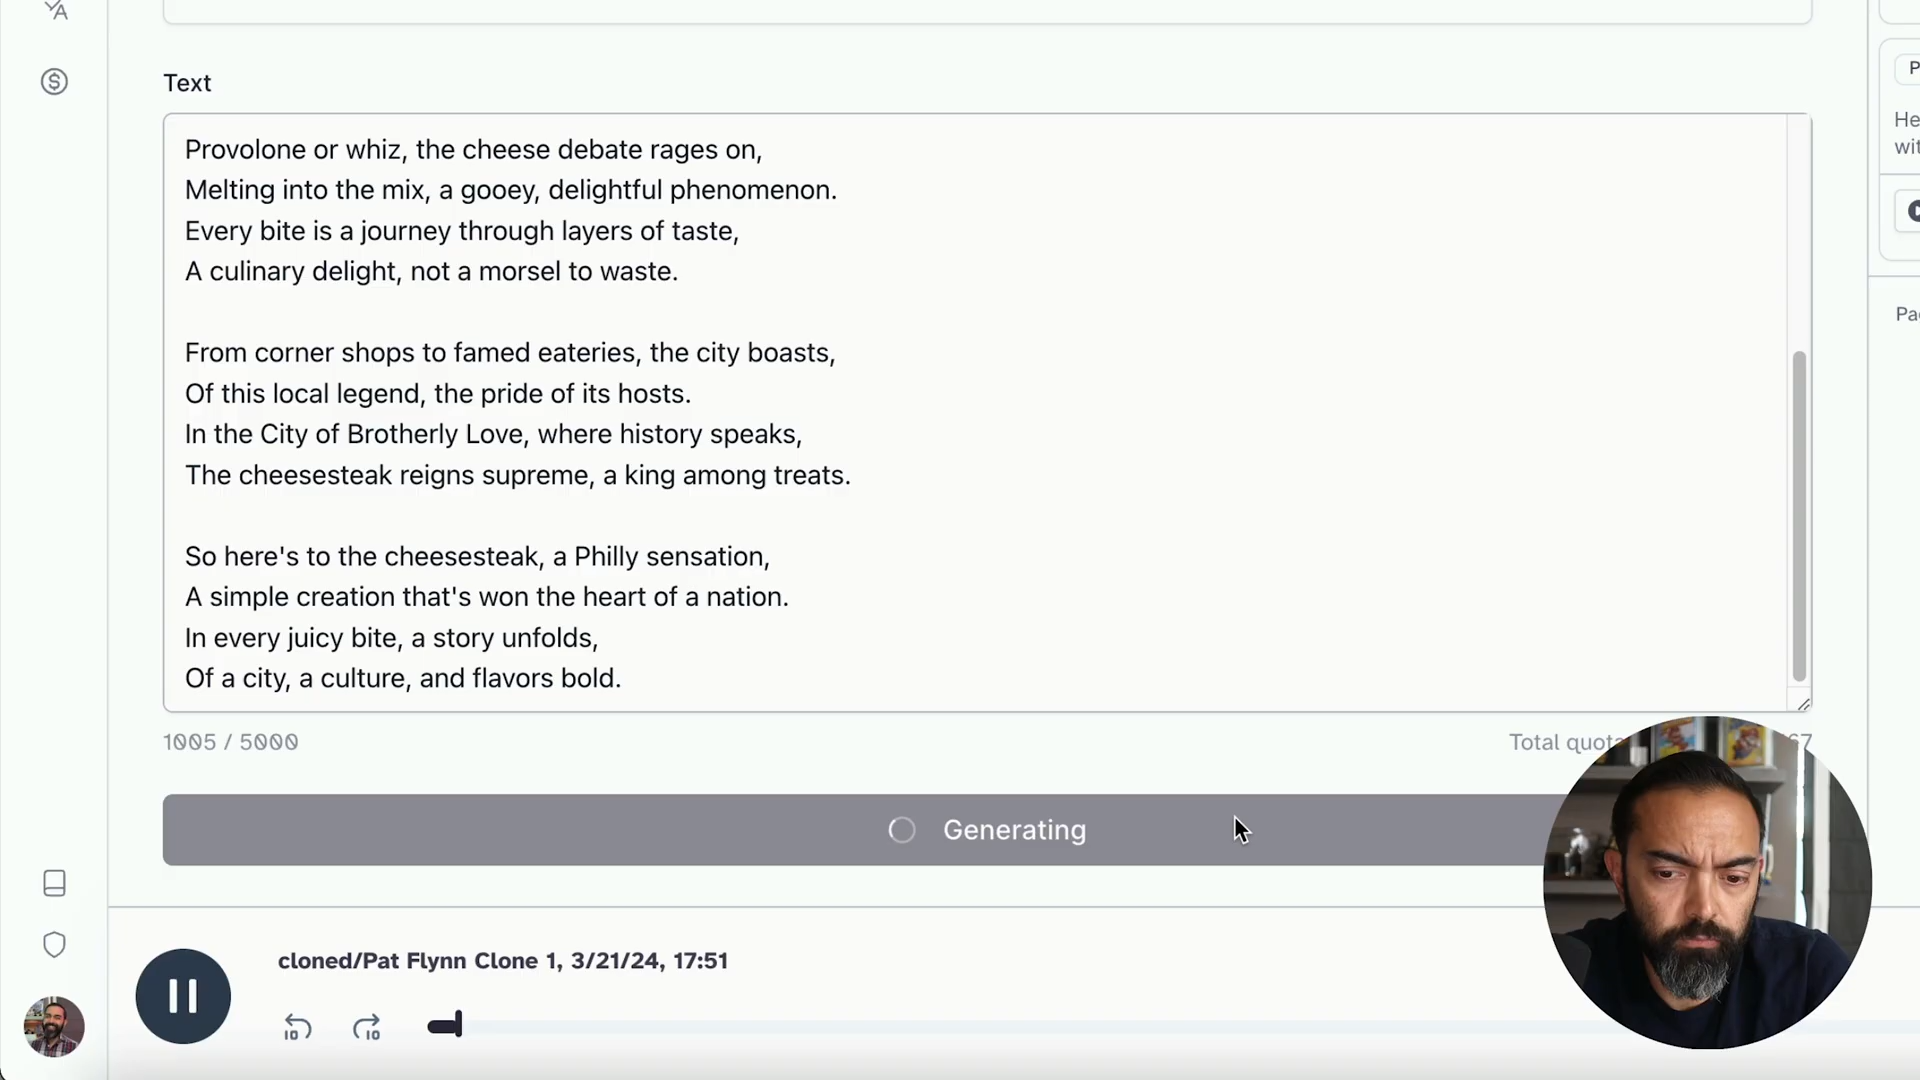 Text
Provolone or whiz, the cheese debate rages on,
Melting into the mix, a gooey, delightful phenomenon.
Every bite is a journey through layers of taste,
A culinary delight, not a morsel to waste.
From corner shops to famed eateries, the city boasts,
Of this local legend, the pride of its hosts.
In the City of Brotherly Love, where history speaks,
The cheesesteak reigns supreme, a king among treats.
So here's to the cheesesteak, a Philly sensation,
A simple creation that's won the heart of a nation.
In every juicy bite, a story unfolds,
Of a city, a culture, and flavors bold.
1005 / 5000
Total quota
Generating
cloned/Pat Flynn Clone 1, 3/21/24, 17:51
10 10